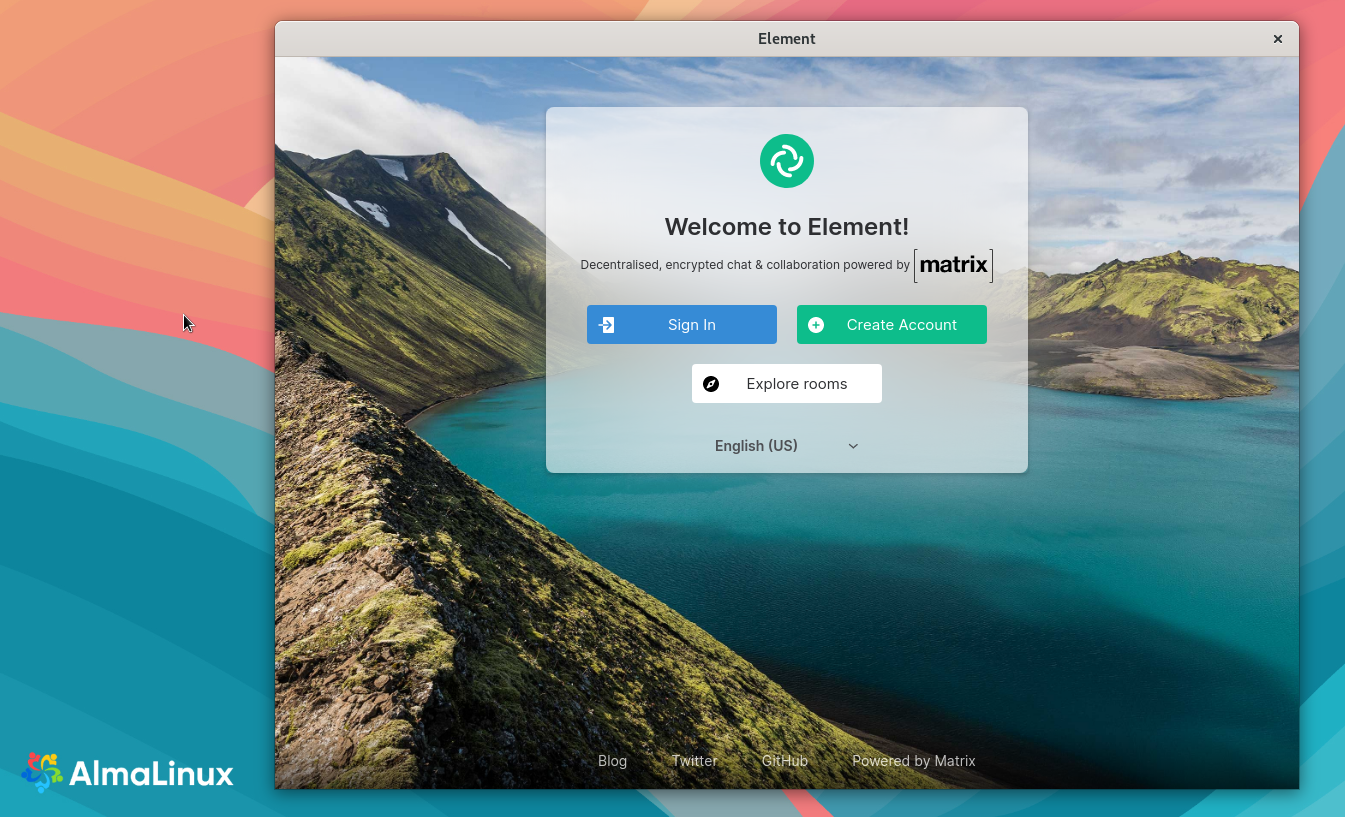 Element
Welcome to Element!
Decentralised, encrypted chat & collaboration powered by [matrix]
Sign In
Create Account
Explore rooms
English (US)
Blog Twitter GitHub Powered by Matrix
AlmaLinux